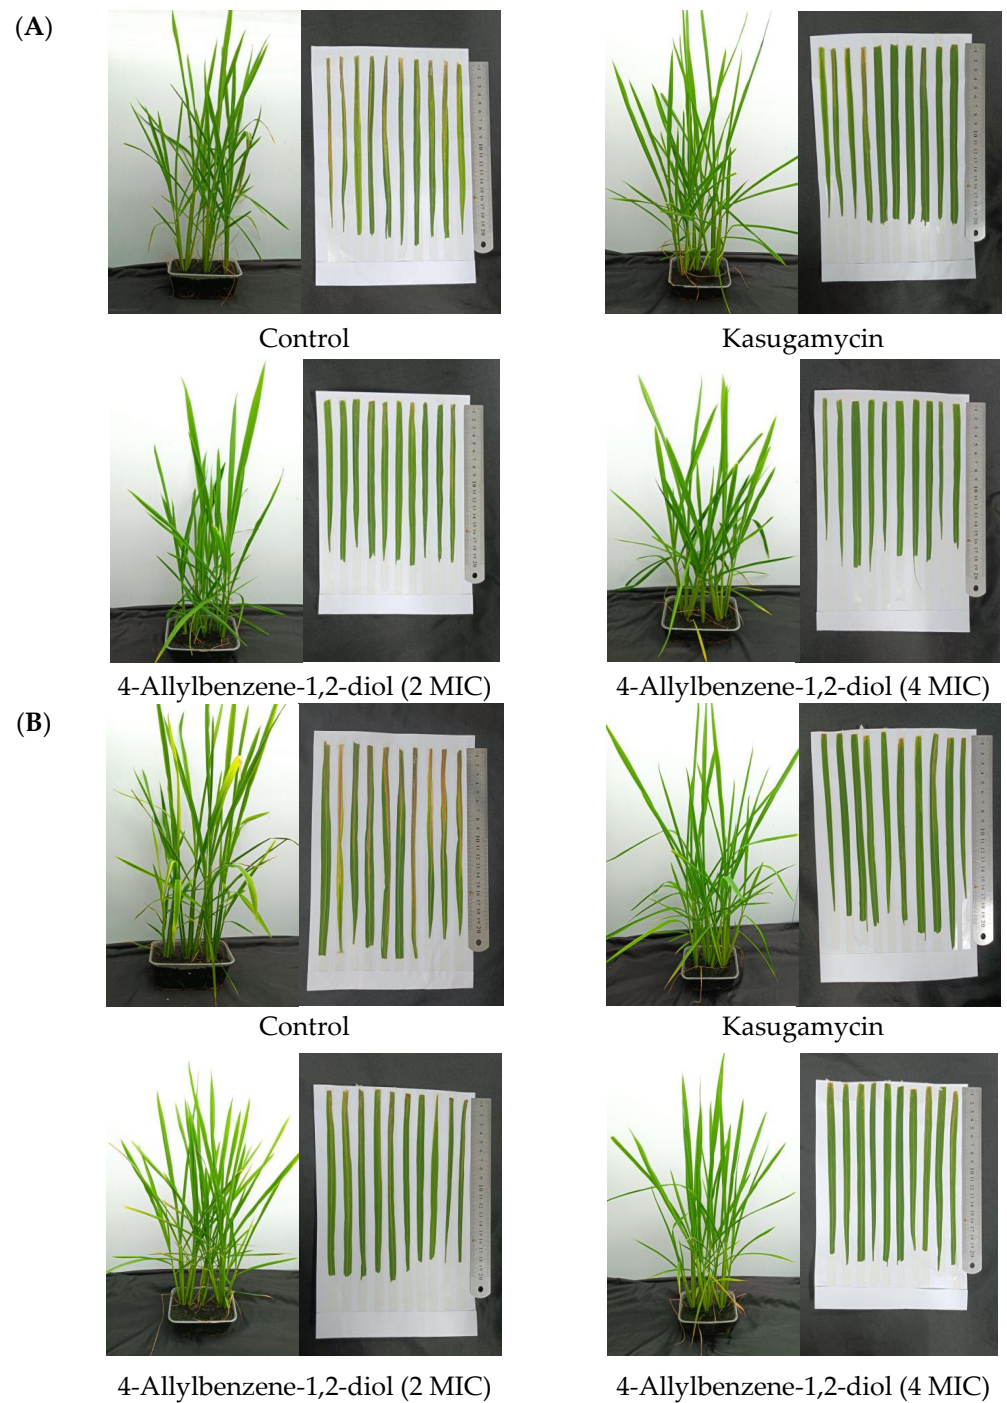 (A)
Control
Kasugamycin
4-Allylbenzene-1,2-diol (2 MIC)
4-Allylbenzene-1,2-diol (4 MIC)
(B)
Control
Kasugamycin
4-Allylbenzene-1,2-diol (2 MIC)
4-Allylbenzene-1,2-diol (4 MIC)